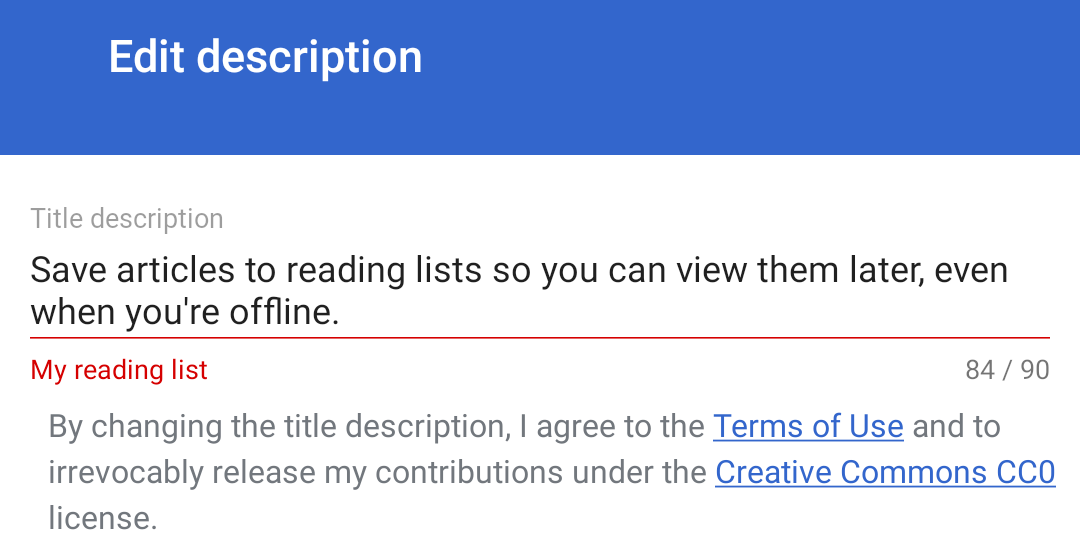 Edit description
Title description
Save articles to reading lists so you can view them later, even
when you're offline.
My reading list
84 / 90
By changing the title description, I agree to the Terms of Use and to
irrevocably release my contributions under the Creative Commons CC0
license.